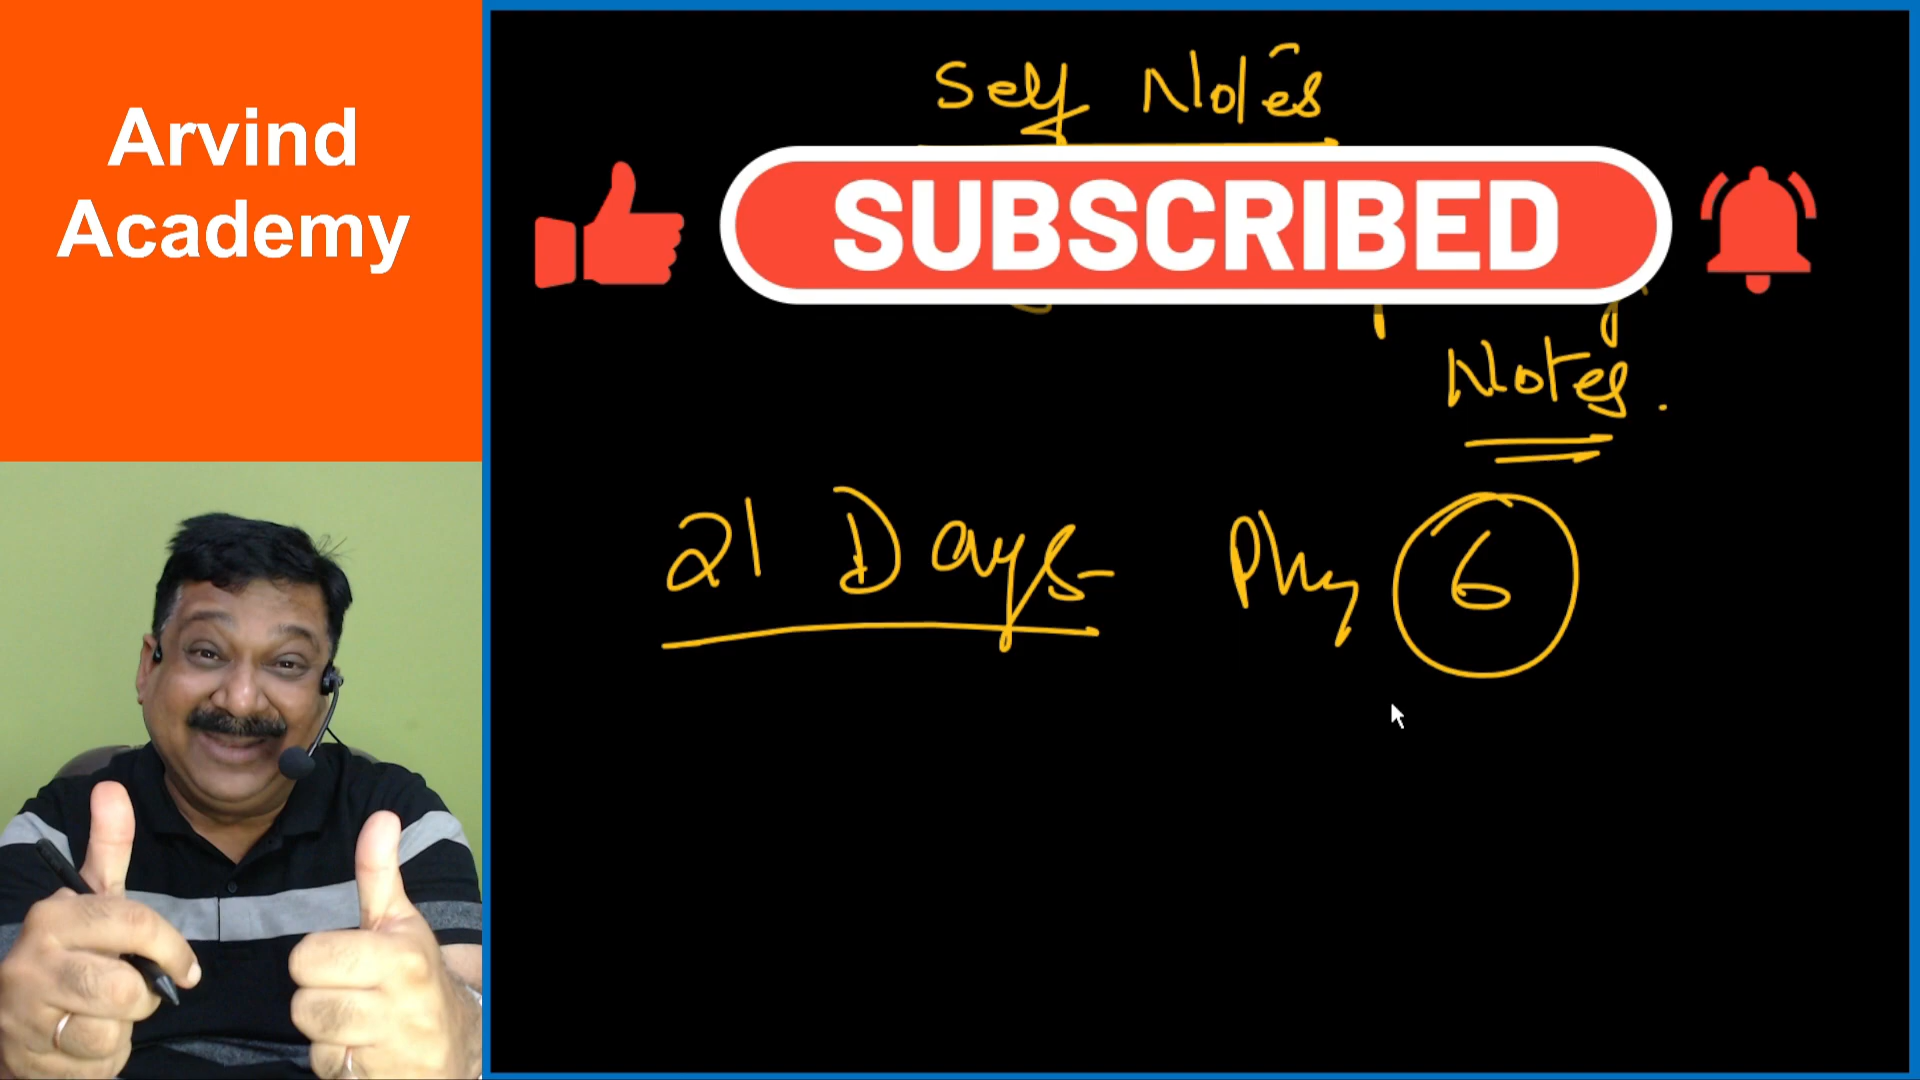 Arvind
Academy
Self Notes
SUBSCRIBED
Notes.
21 Days Phy 6